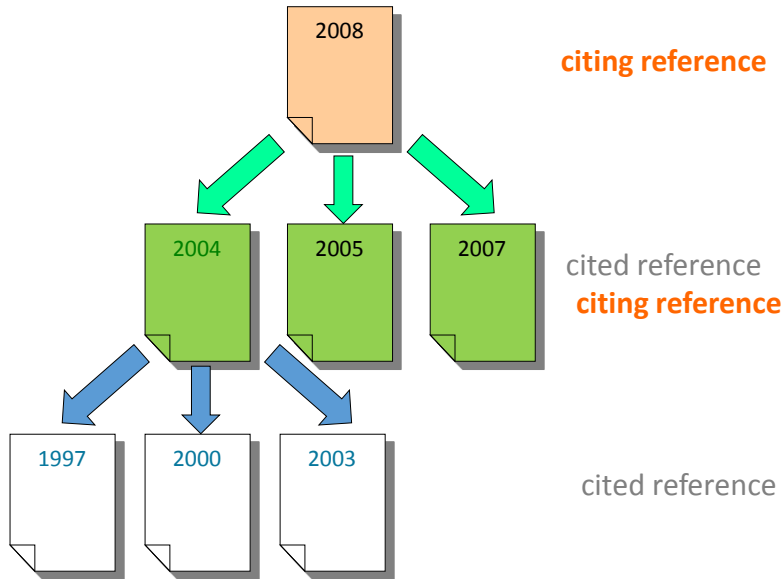 2008
citing reference
2004
2005
2007
cited reference
citing reference
1997
2000
2003
cited reference